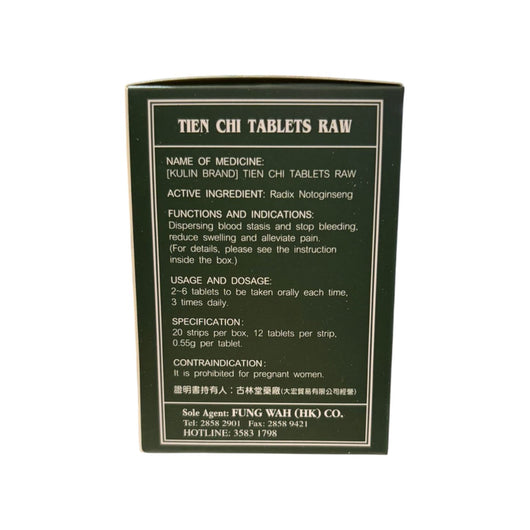 TIEN CHI TABLETS RAW
NAME OF MEDICINE:
[KULIN BRAND] TIEN CHI TABLETS RAW
ACTIVE INGREDIENT: Radix Notoginseng
FUNCTIONS AND INDICATIONS:
Dispersing blood stasis and stop bleeding,
reduce swelling and alleviate pain.
(For details, please see the instruction
inside the box.)
USAGE AND DOSAGE:
2~6 tablets to be taken orally each time,
3 times daily.
SPECIFICATION:
20 strips per box, 12 tablets per strip,
0.55g per tablet.
CONTRAINDICATION:
It is prohibited for pregnant women.
證明書持有人：古林堂藥廠(大宏貿易有限公司經營)
Sole Agent: FUNG WAH (HK) CO.
Tel: 2858 2901 Fax: 2858 9421
HOTLINE: 3583 1798